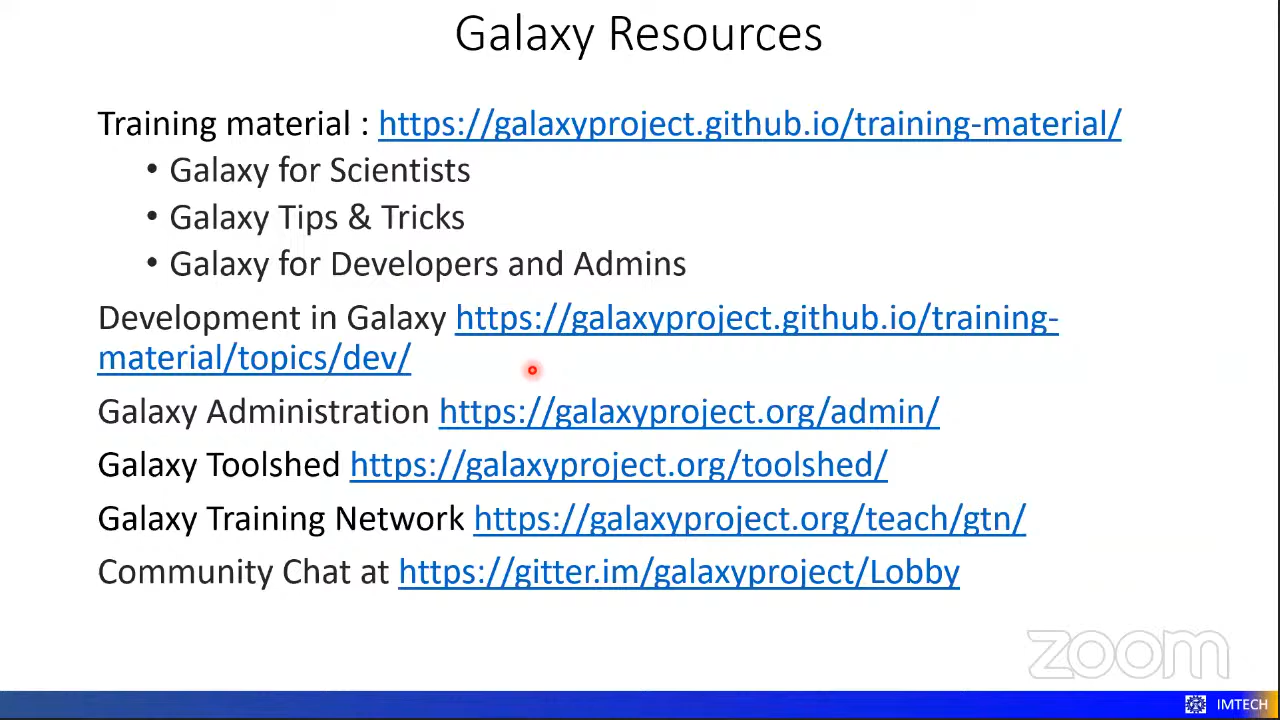 Galaxy Resources
Training material : https://galaxyproject.github.io/training-material/
• Galaxy for Scientists
• Galaxy Tips & Tricks
• Galaxy for Developers and Admins
Development in Galaxy https://galaxyproject.github.io/training-
material/topics/dev/
Galaxy Administration https://galaxyproject.org/admin/
Galaxy Toolshed https://galaxyproject.org/toolshed/
Galaxy Training Network https://galaxyproject.org/teach/gtn/
Community Chat at https://gitter.im/galaxyproject/Lobby
zoom
IMTECH